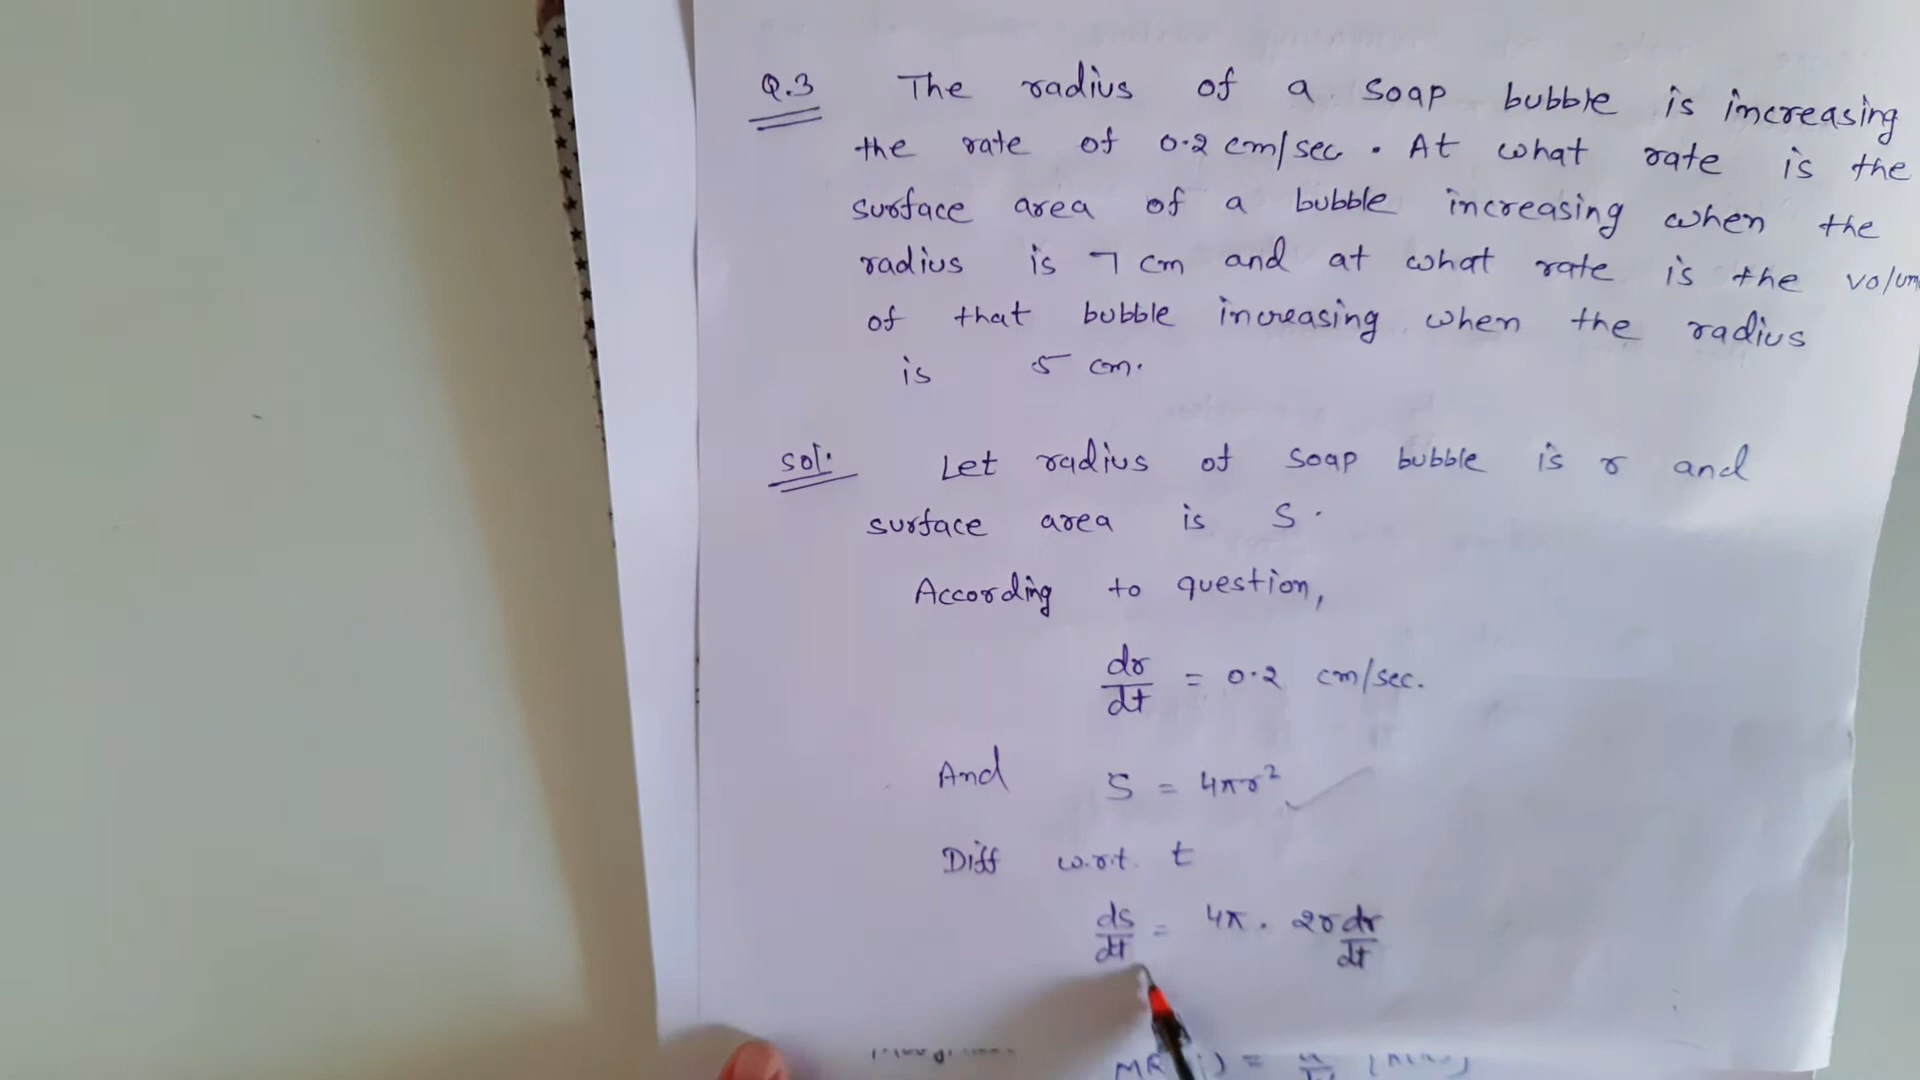 Q.3 The radius of a soap bubble is increasing
the rate of 0.2 cm/sec. At what rate is the
surface area of a bubble increasing when the
radius is 7 cm and at what rate is the
of that bubble increasing when the radius
is 5 cm.
Sol. Let radius of soap bubble is r and
surface area is S.
According to question,
dr/dt = 0.2 cm/sec.
And S = 4πr²
Diff w.r.t. t
ds/dt = 4π . 2r dr/dt